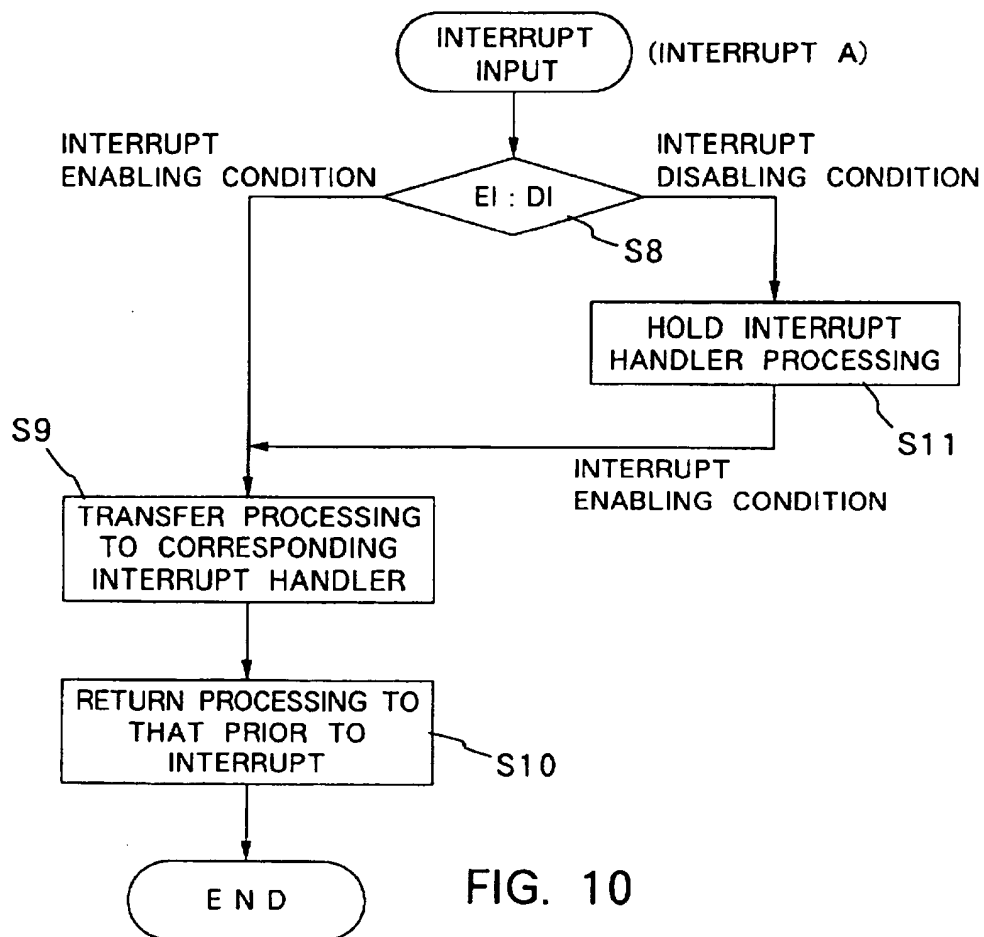 INTERRUPT
INPUT
(INTERRUPT A)
INTERRUPT
ENABLING CONDITION
INTERRUPT
DISABLING CONDITION
EI : DI
S8
HOLD INTERRUPT
HANDLER PROCESSING
S11
S9
INTERRUPT
ENABLING CONDITION
TRANSFER PROCESSING
TO CORRESPONDING
INTERRUPT HANDLER
RETURN PROCESSING TO
THAT PRIOR TO
INTERRUPT
S10
END
FIG. 10